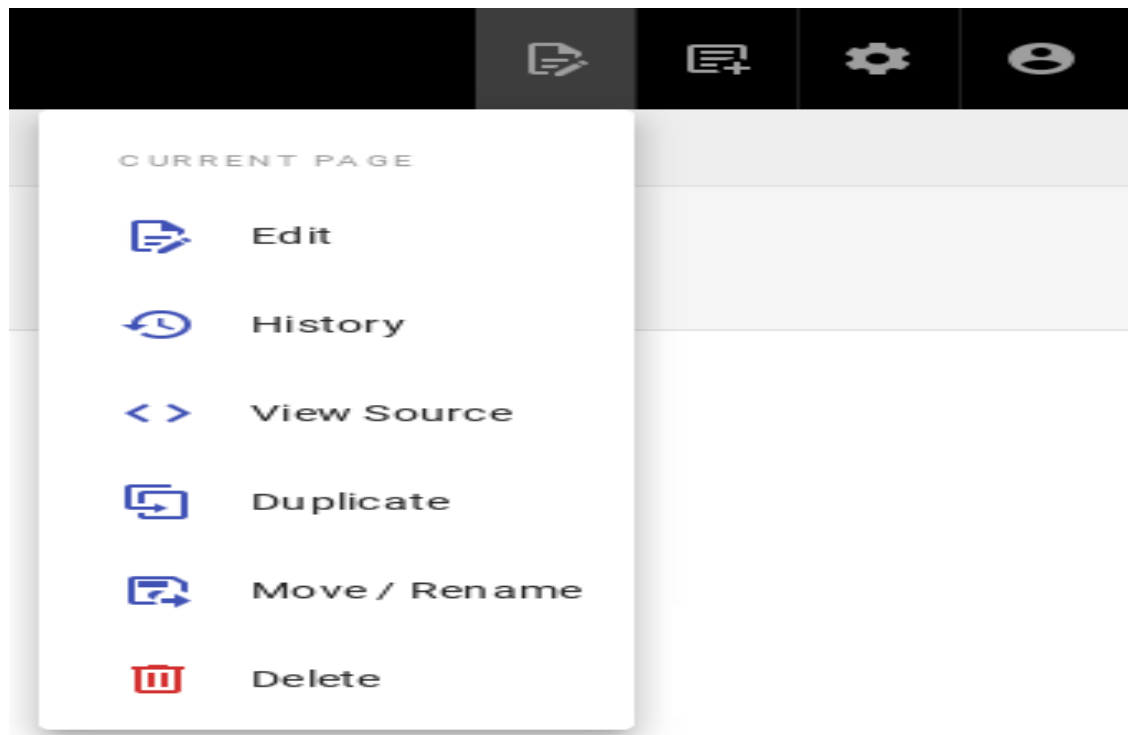 CURRENT PAGE
Edit
History
View Source
Duplicate
Move / Rename
Delete